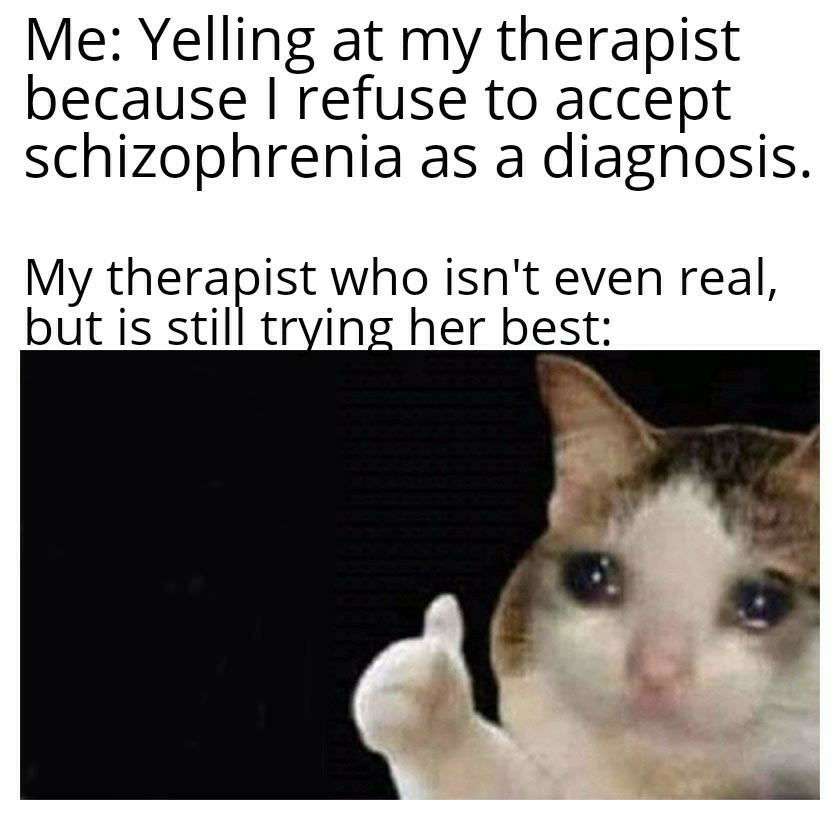 Me: Yelling at my therapist
because I refuse to accept
schizophrenia as a diagnosis.
My therapist who isn't even real,
but is still trying her best: